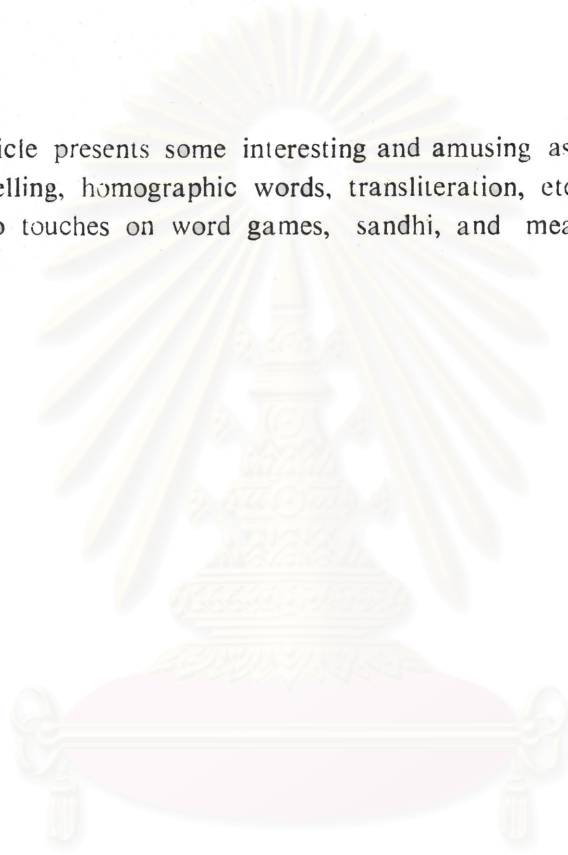 icle presents some interesting and amusing as
elling, homographic words, transliteration, etc
o touches on word games, sandhi, and mea